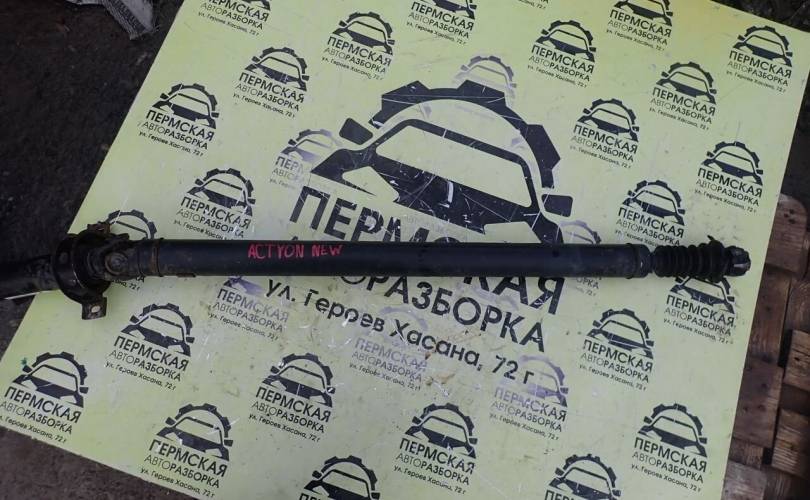 ACTYON NEW
ПЕРМСКАЯ
АВТОРАЗБОРКА
ул. Героев Хасана, 72 г